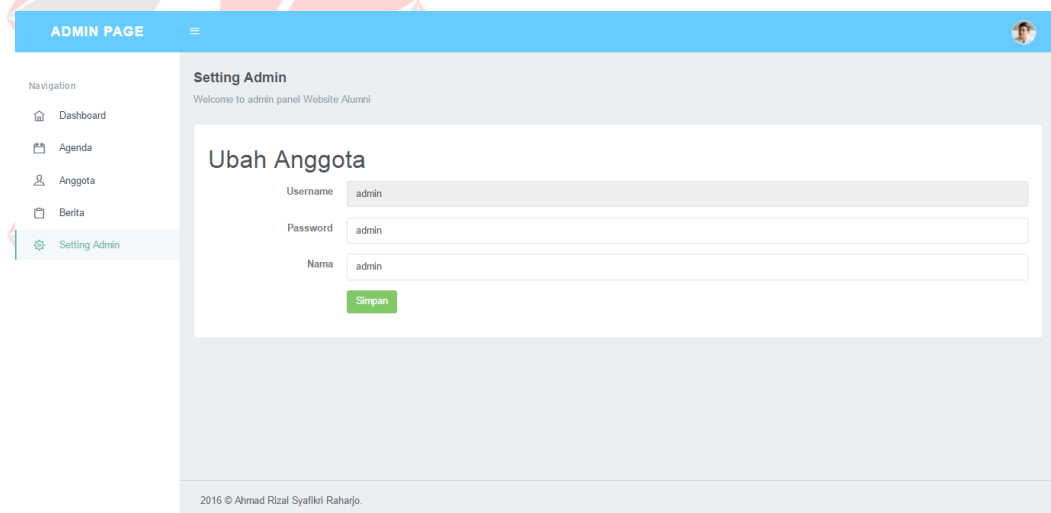 ADMIN PAGE
Navigation
Dashboard
Agenda
Anggota
Berita
Setting Admin
Setting Admin
Welcome to admin panel Website Alumni
Ubah Anggota
Username admin
Password admin
Nama admin
Simpan
2016 © Ahmad Rizal Syafikri Raharjo.